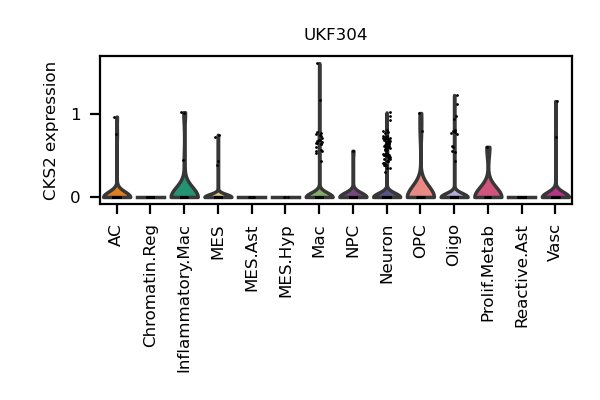 UKF304
CKS2 expression
1
0
AC
Chromatin.Reg
Inflammatory.Mac
MES
MES.Ast
MES.Hyp
Mac
NPC
Neuron
OPC
Oligo
Prolif.Metab
Reactive.Ast
Vasc